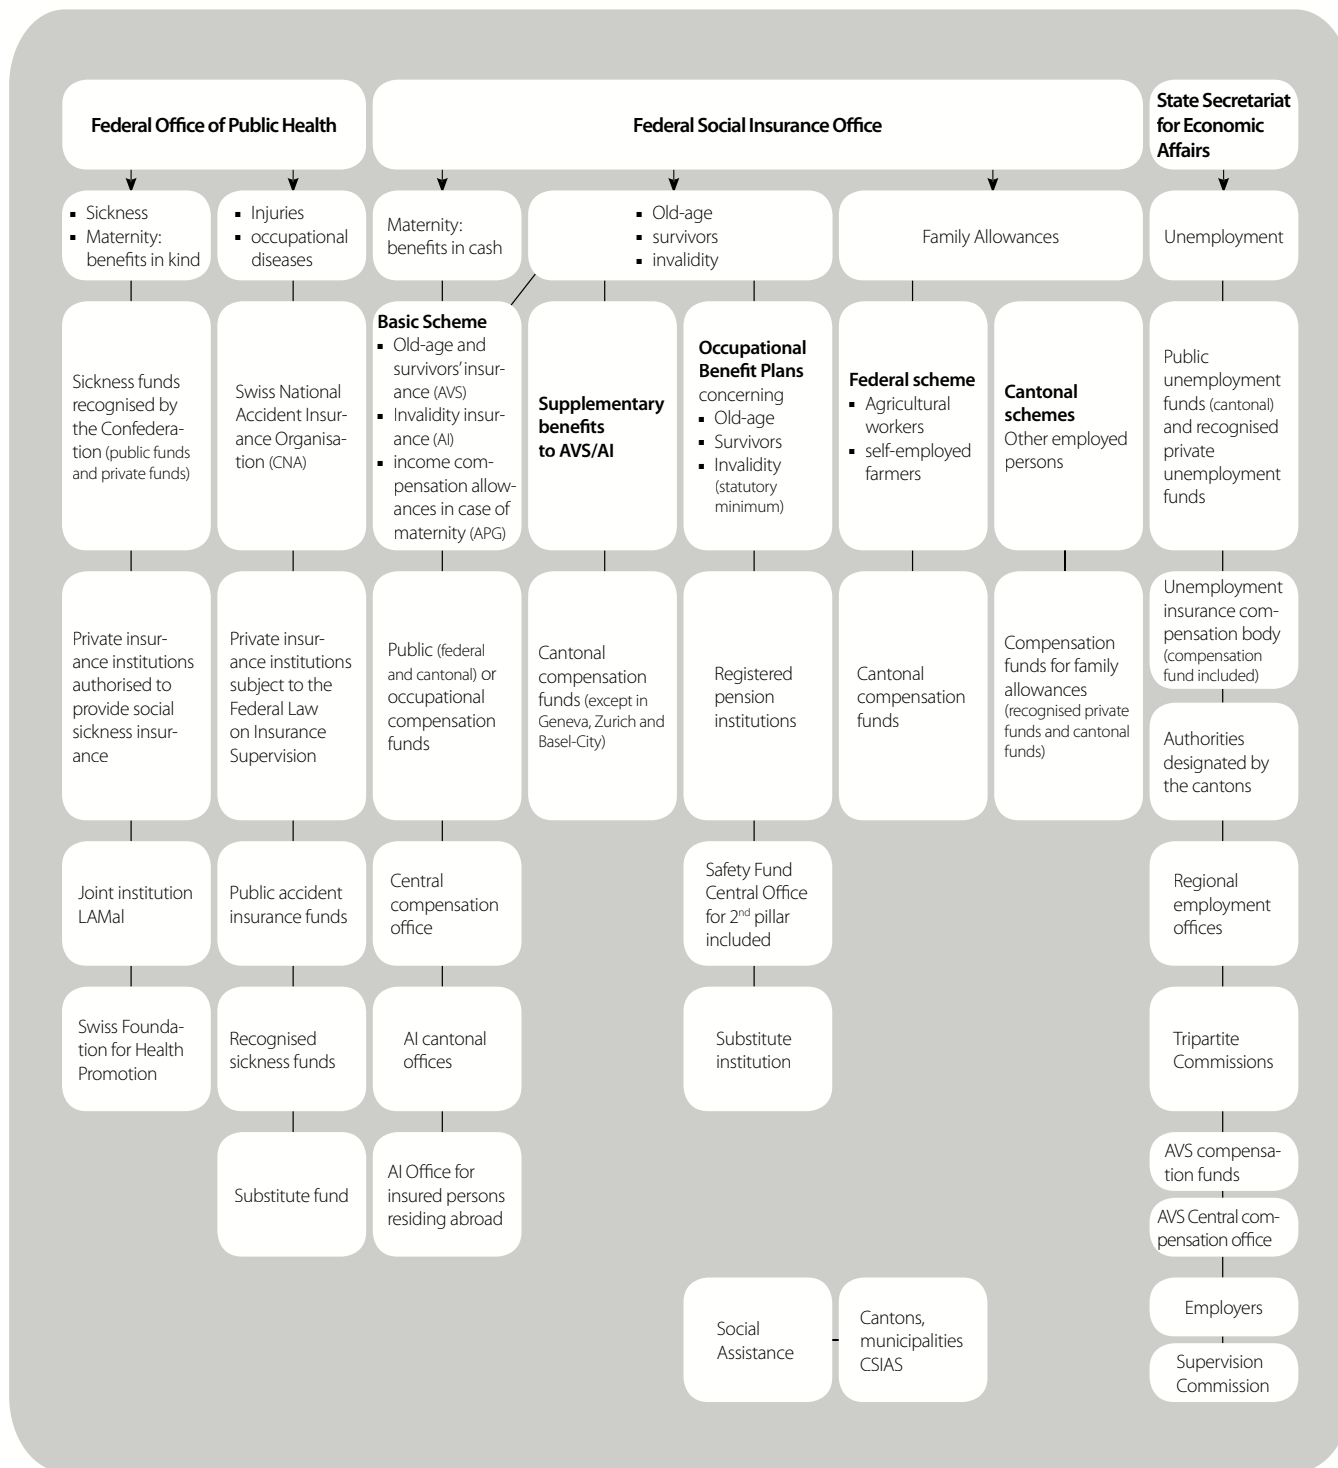 Federal Office of Public Health
Federal Social Insurance Office
State Secretariat
for Economic
Affairs
▪ Sickness
▪ Maternity:
benefits in kind
▪ Injuries
▪ occupational
diseases
Maternity:
benefits in cash
▪ Old-age
▪ survivors
▪ invalidity
Family Allowances
Unemployment
Sickness funds
recognised by
the Confedera-
tion (public funds
and private funds)
Swiss National
Accident Insur-
ance Organisa-
tion (CNA)
Basic Scheme
▪ Old-age and
survivors' insur-
ance (AVS)
▪ Invalidity insur-
ance (AI)
▪ income com-
pensation allow-
ances in case of
maternity (APG)
Supplementary
benefits
to AVS/AI
Occupational
Benefit Plans
concerning
▪ Old-age
▪ Survivors
▪ Invalidity
(statutory
minimum)
Federal scheme
▪ Agricultural
workers
▪ self-employed
farmers
Cantonal
schemes
Other employed
persons
Public
unemployment
funds (cantonal)
and recognised
private
unemployment
funds
Private insur-
ance institutions
authorised to
provide social
sickness insur-
ance
Private insur-
ance institutions
subject to the
Federal Law
on Insurance
Supervision
Public (federal
and cantonal) or
occupational
compensation
funds
Cantonal
compensation
funds (except in
Geneva, Zurich and
Basel-City)
Registered
pension
institutions
Cantonal
compensation
funds
Compensation
funds for family
allowances
(recognised private
funds and cantonal
funds)
Unemployment
insurance com-
pensation body
(compensation
fund included)
Authorities
designated by
the cantons
Joint institution
LAMal
Public accident
insurance funds
Central
compensation
office
Safety Fund
Central Office
for 2nd pillar
included
Regional
employment
offices
Swiss Founda-
tion for Health
Promotion
Recognised
sickness funds
AI cantonal
offices
Substitute
institution
Tripartite
Commissions
Substitute fund
AI Office for
insured persons
residing abroad
AVS compensa-
tion funds
AVS Central com-
pensation office
Social
Assistance
Cantons,
municipalities
CSIAS
Employers
Supervision
Commission